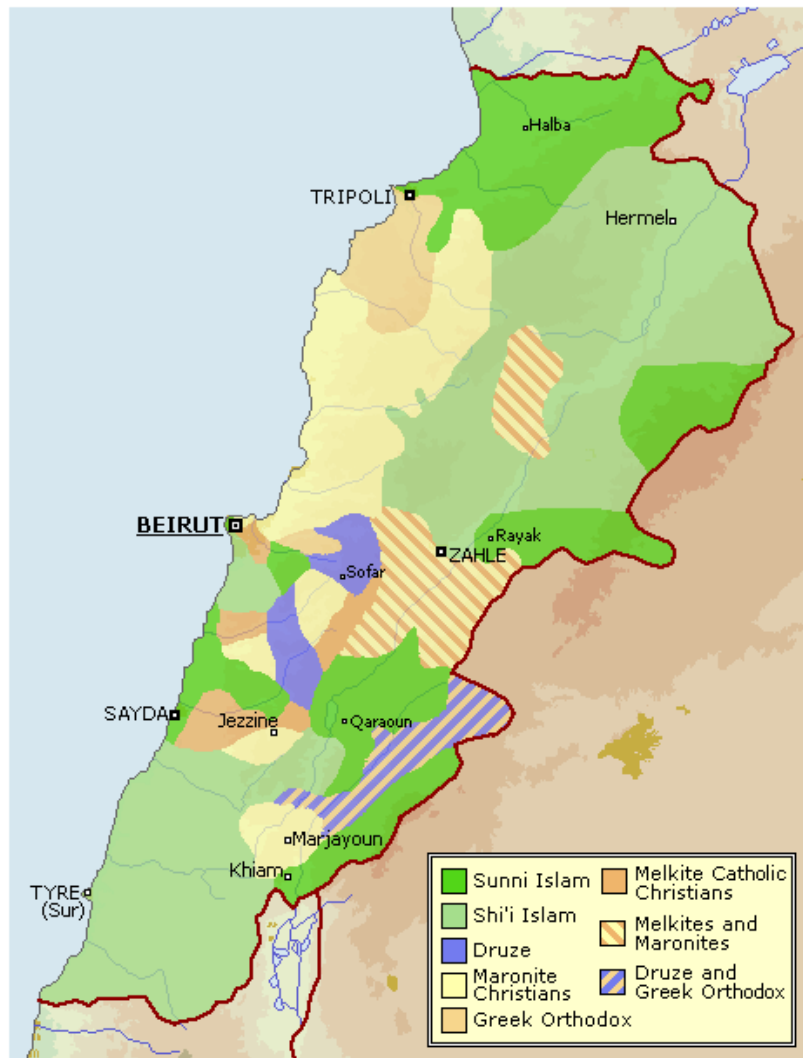 Halba
TRIPOLI
Hermel
BEIRUT
Rayak
ZAHLE
Sofar
SAYDA
Jezzine
Qaraoun
Marjayoun
Khiam
TYRE
(Sur)
Sunni Islam
Shi'i Islam
Druze
Maronite
Christians
Greek Orthodox
Melkite Catholic
Christians
Melkites and
Maronites
Druze and
Greek Orthodox